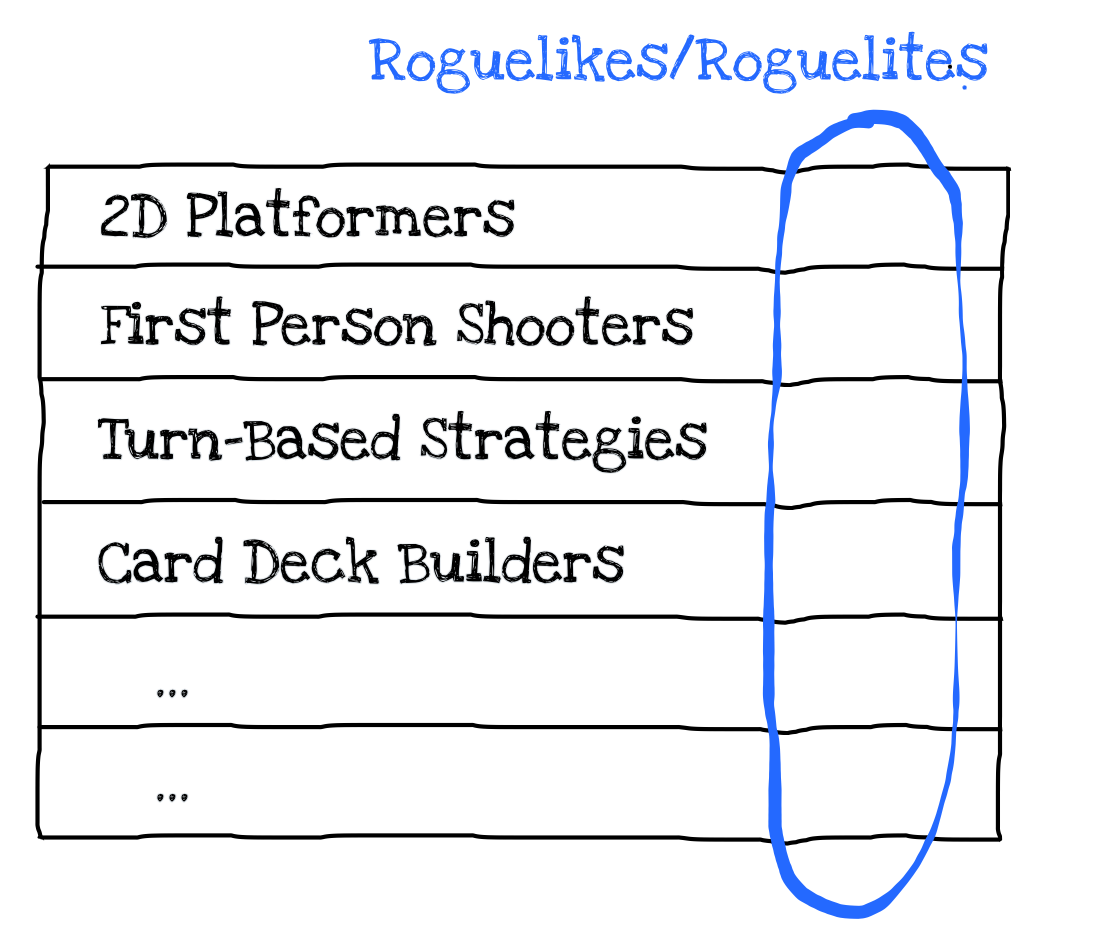 Roguelikes/Roguelites
2D Platformers
First Person Shooters
Turn-Based Strategies
Card Deck Builders
...
...